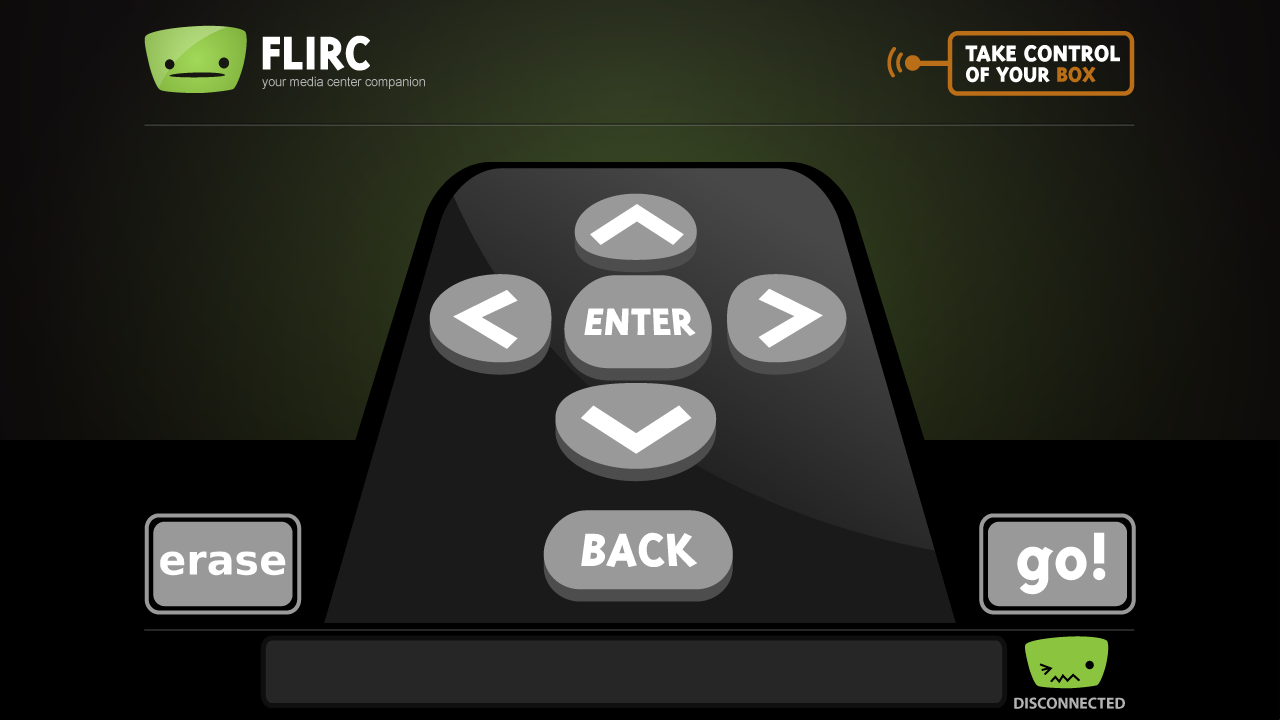 FLIRC
your media center companion
TAKE CONTROL
OF YOUR BOX
ENTER
BACK
erase
go!
DISCONNECTED